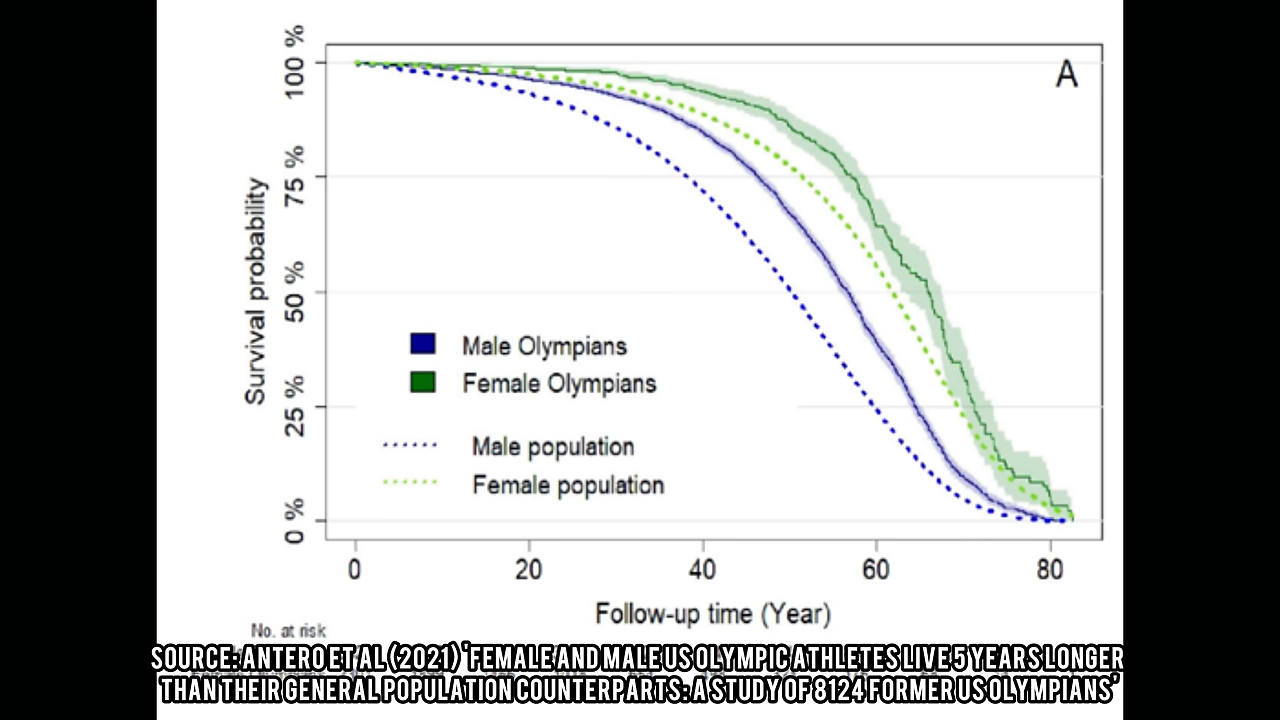 A
100 %
75 %
50 %
25 %
0 %
Survival probability
Male Olympians
Female Olympians
Male population
Female population
0 20 40 60 80
Follow-up time (Year)
No. at risk
SOURCE: ANTERO ET AL (2021) 'FEMALE AND MALE US OLYMPIC ATHLETES LIVE 5 YEARS LONGER
THAN THEIR GENERAL POPULATION COUNTERPARTS: A STUDY OF 8124 FORMER US OLYMPIANS'